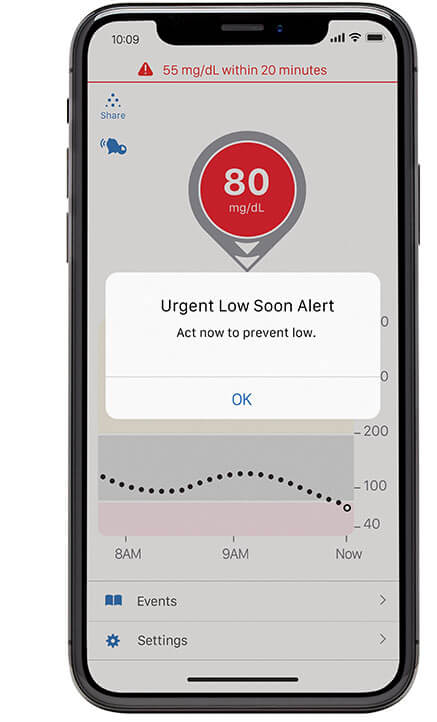 10:09
55 mg/dL within 20 minutes
Share
80
mg/dL
Urgent Low Soon Alert
Act now to prevent low.
OK
0
0
200
100
40
8AM
9AM
Now
Events
Settings